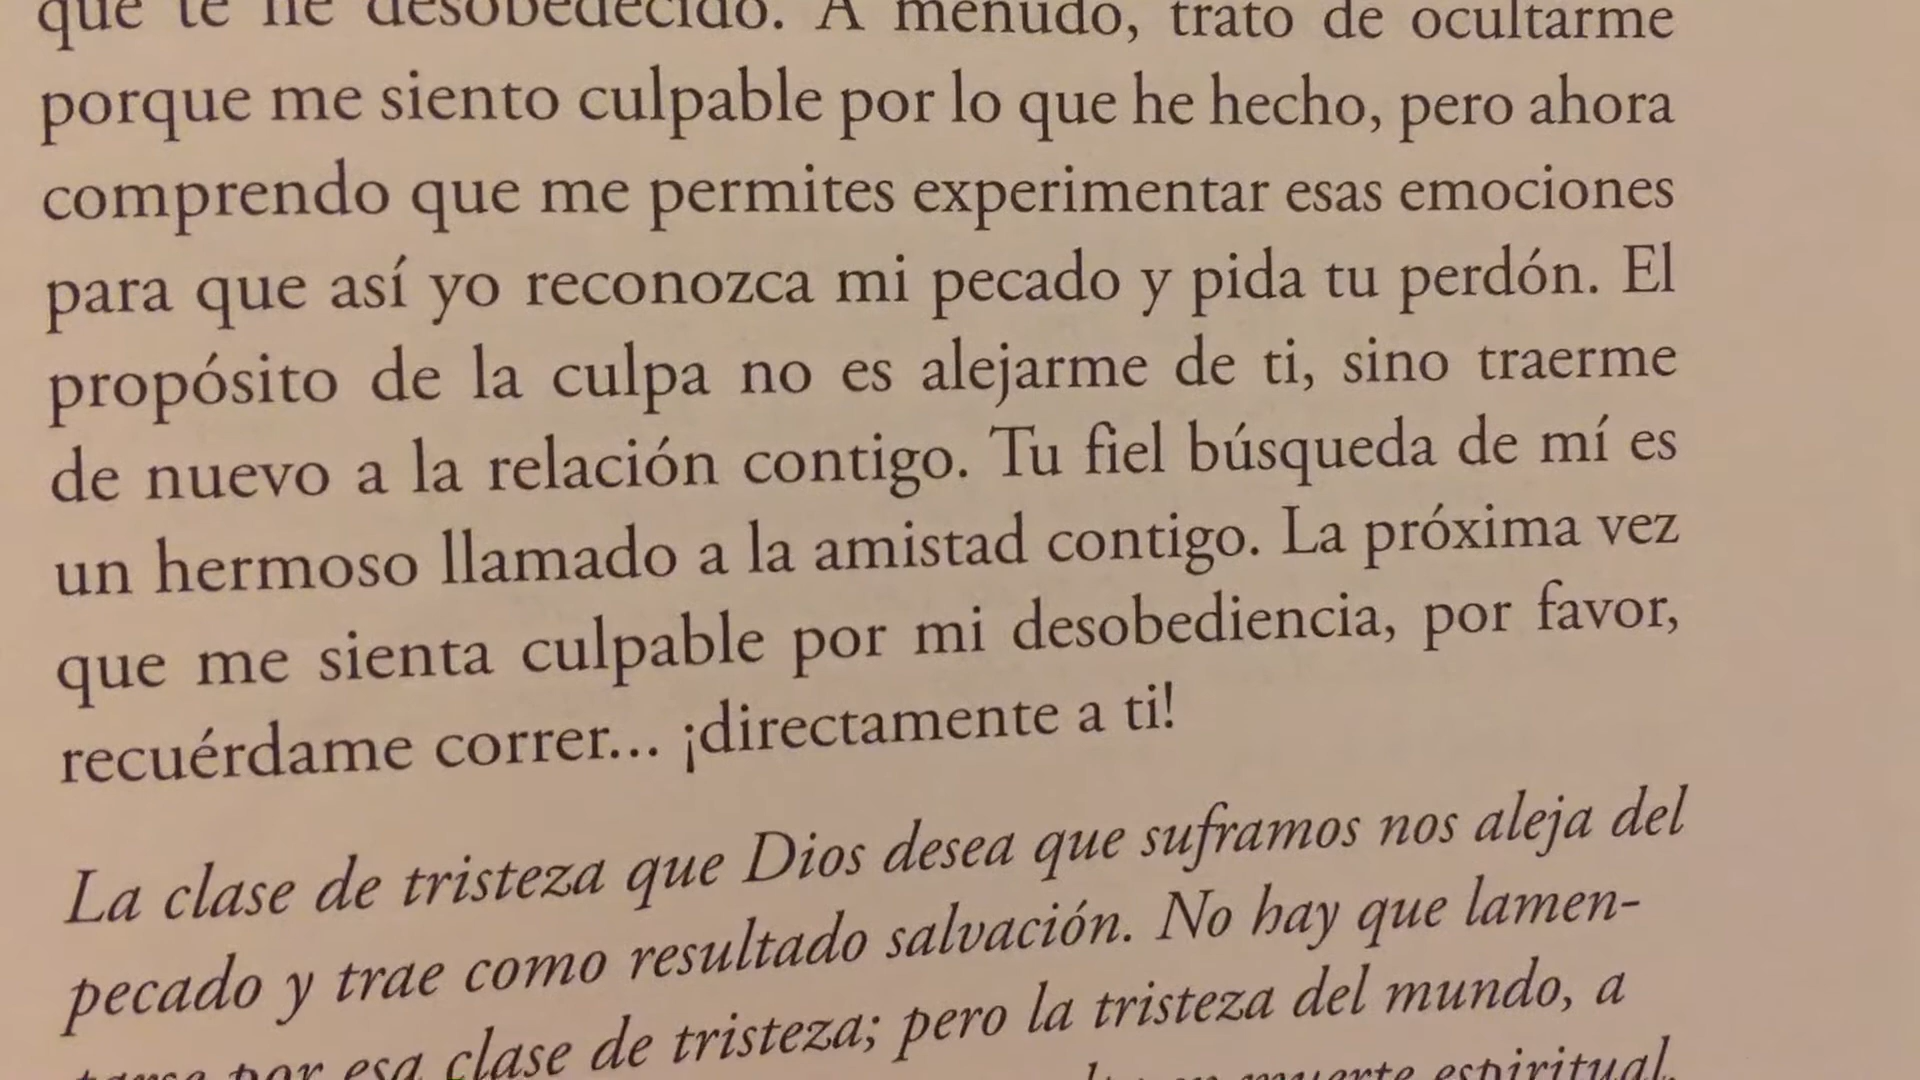 que te he desobedecido. A menudo, trato de ocultarme
porque me siento culpable por lo que he hecho, pero ahora
comprendo que me permites experimentar esas emociones
para que así yo reconozca mi pecado y pida tu perdón. El
propósito de la culpa no es alejarme de ti, sino traerme
de nuevo a la relación contigo. Tu fiel búsqueda de mí es
un hermoso llamado a la amistad contigo. La próxima vez
que me sienta culpable por mi desobediencia, por favor,
recuérdame correr... ¡directamente a ti!
La clase de tristeza que Dios desea que suframos nos aleja del
pecado y trae como resultado salvación. No hay que lamen-
tarse por esa clase de tristeza; pero la tristeza del mundo, a
muerte espiritual.